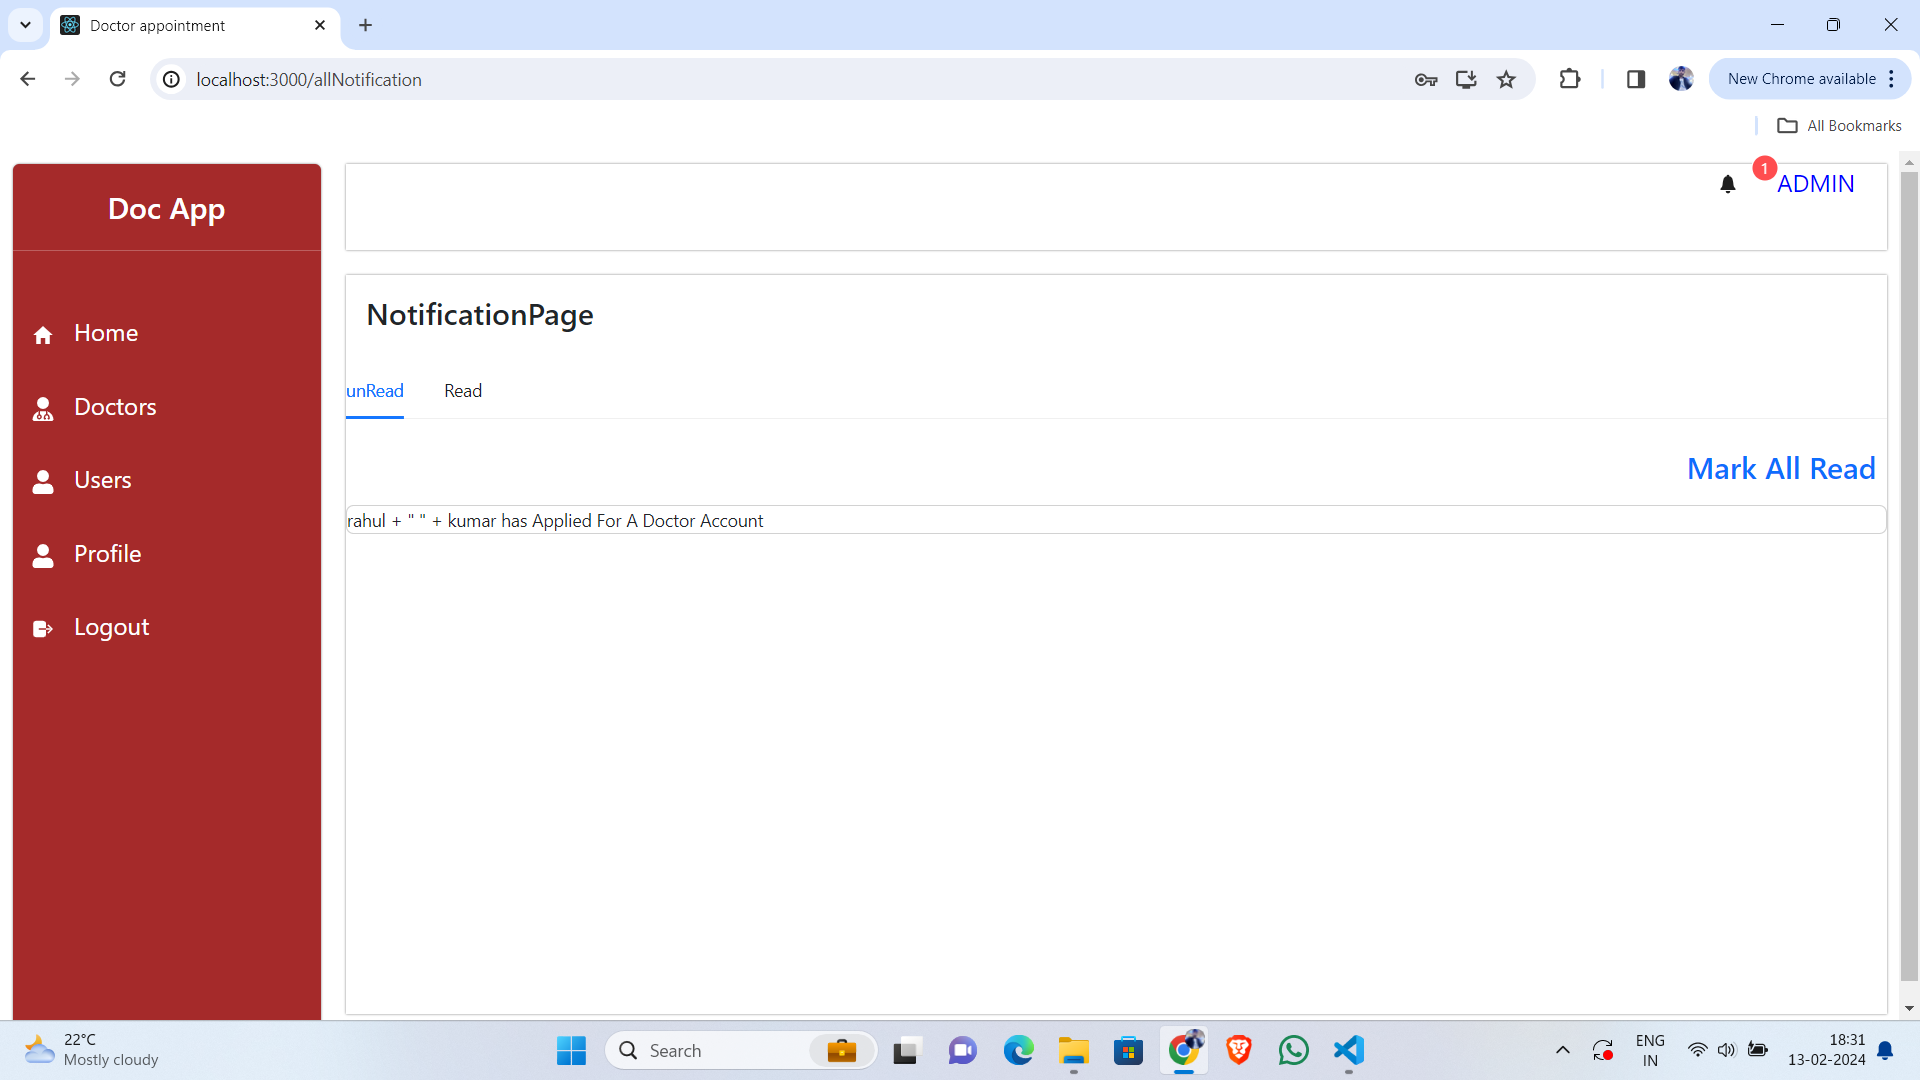 Doctor appointment
localhost:3000/allNotification
New Chrome available
All Bookmarks
Doc App
1
ADMIN
Home
Doctors
Users
Profile
Logout
NotificationPage
unRead
Read
Mark All Read
rahul + " " + kumar has Applied For A Doctor Account
22°C
Mostly cloudy
Search
ENG
IN
18:31
13-02-2024